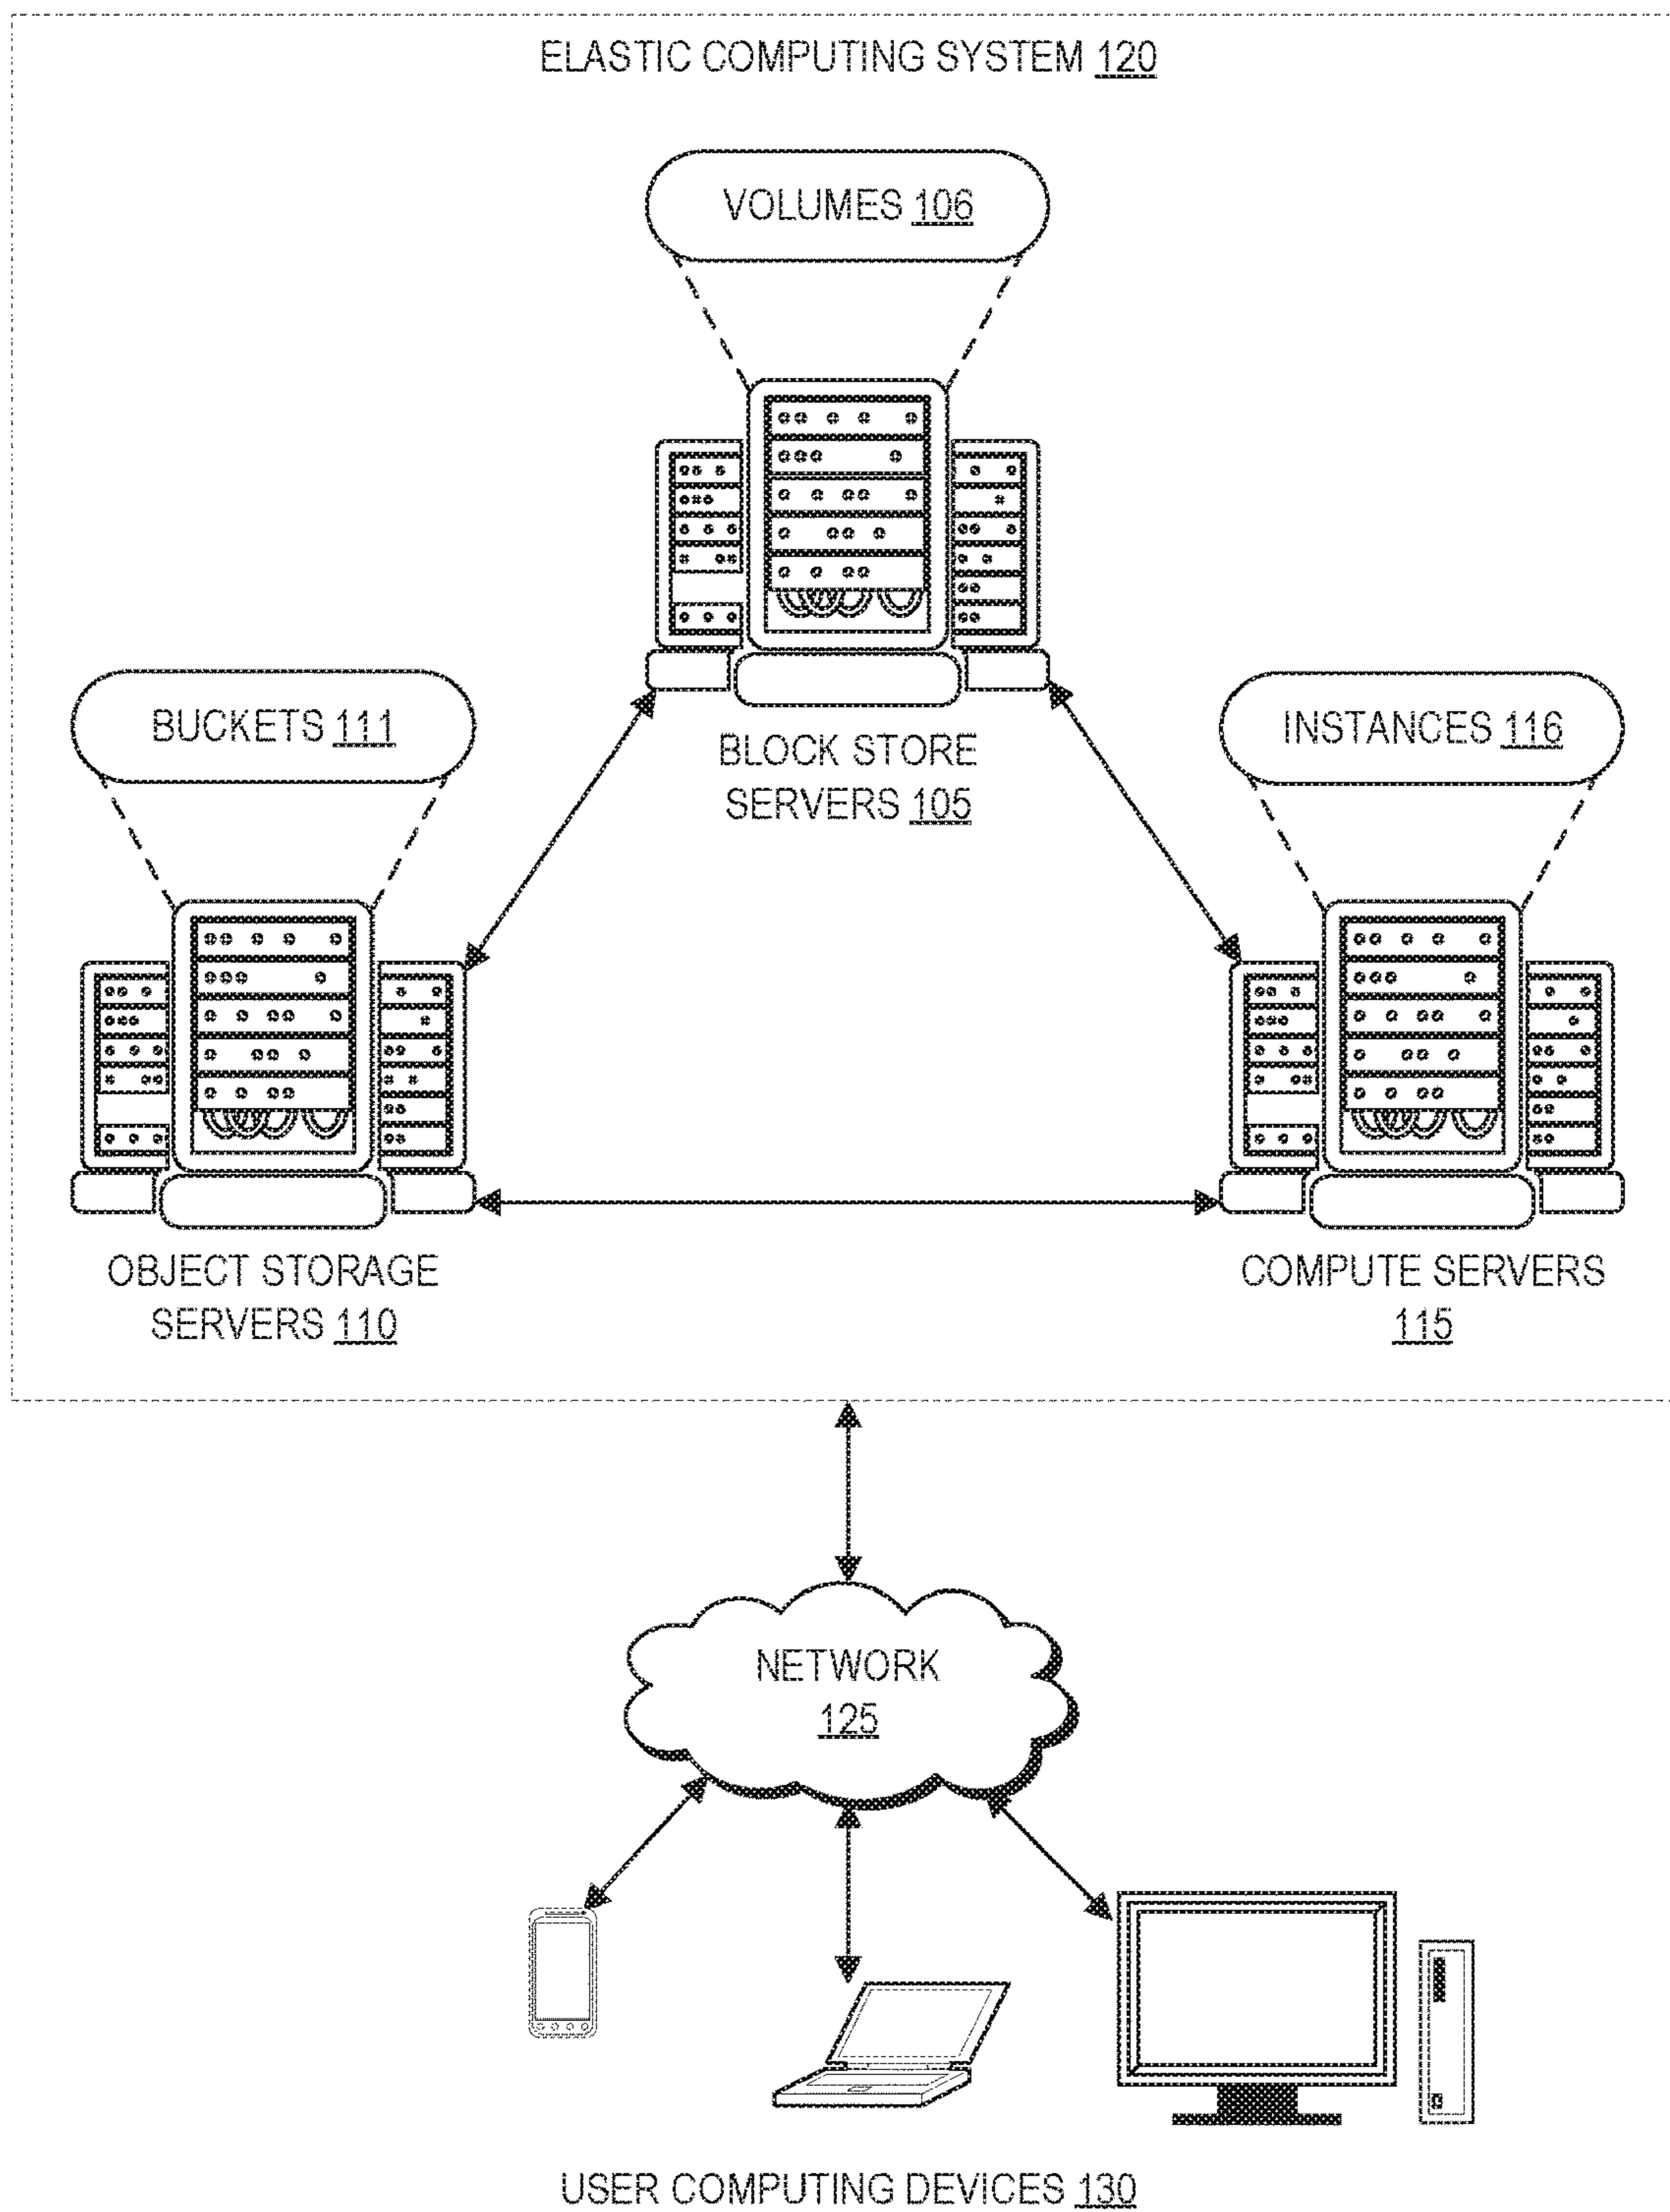 ELASTIC COMPUTING SYSTEM 120
VOLUMES 106
BLOCK STORE
SERVERS 105
BUCKETS 111
INSTANCES 116
OBJECT STORAGE
SERVERS 110
COMPUTE SERVERS
115
NETWORK
125
USER COMPUTING DEVICES 130